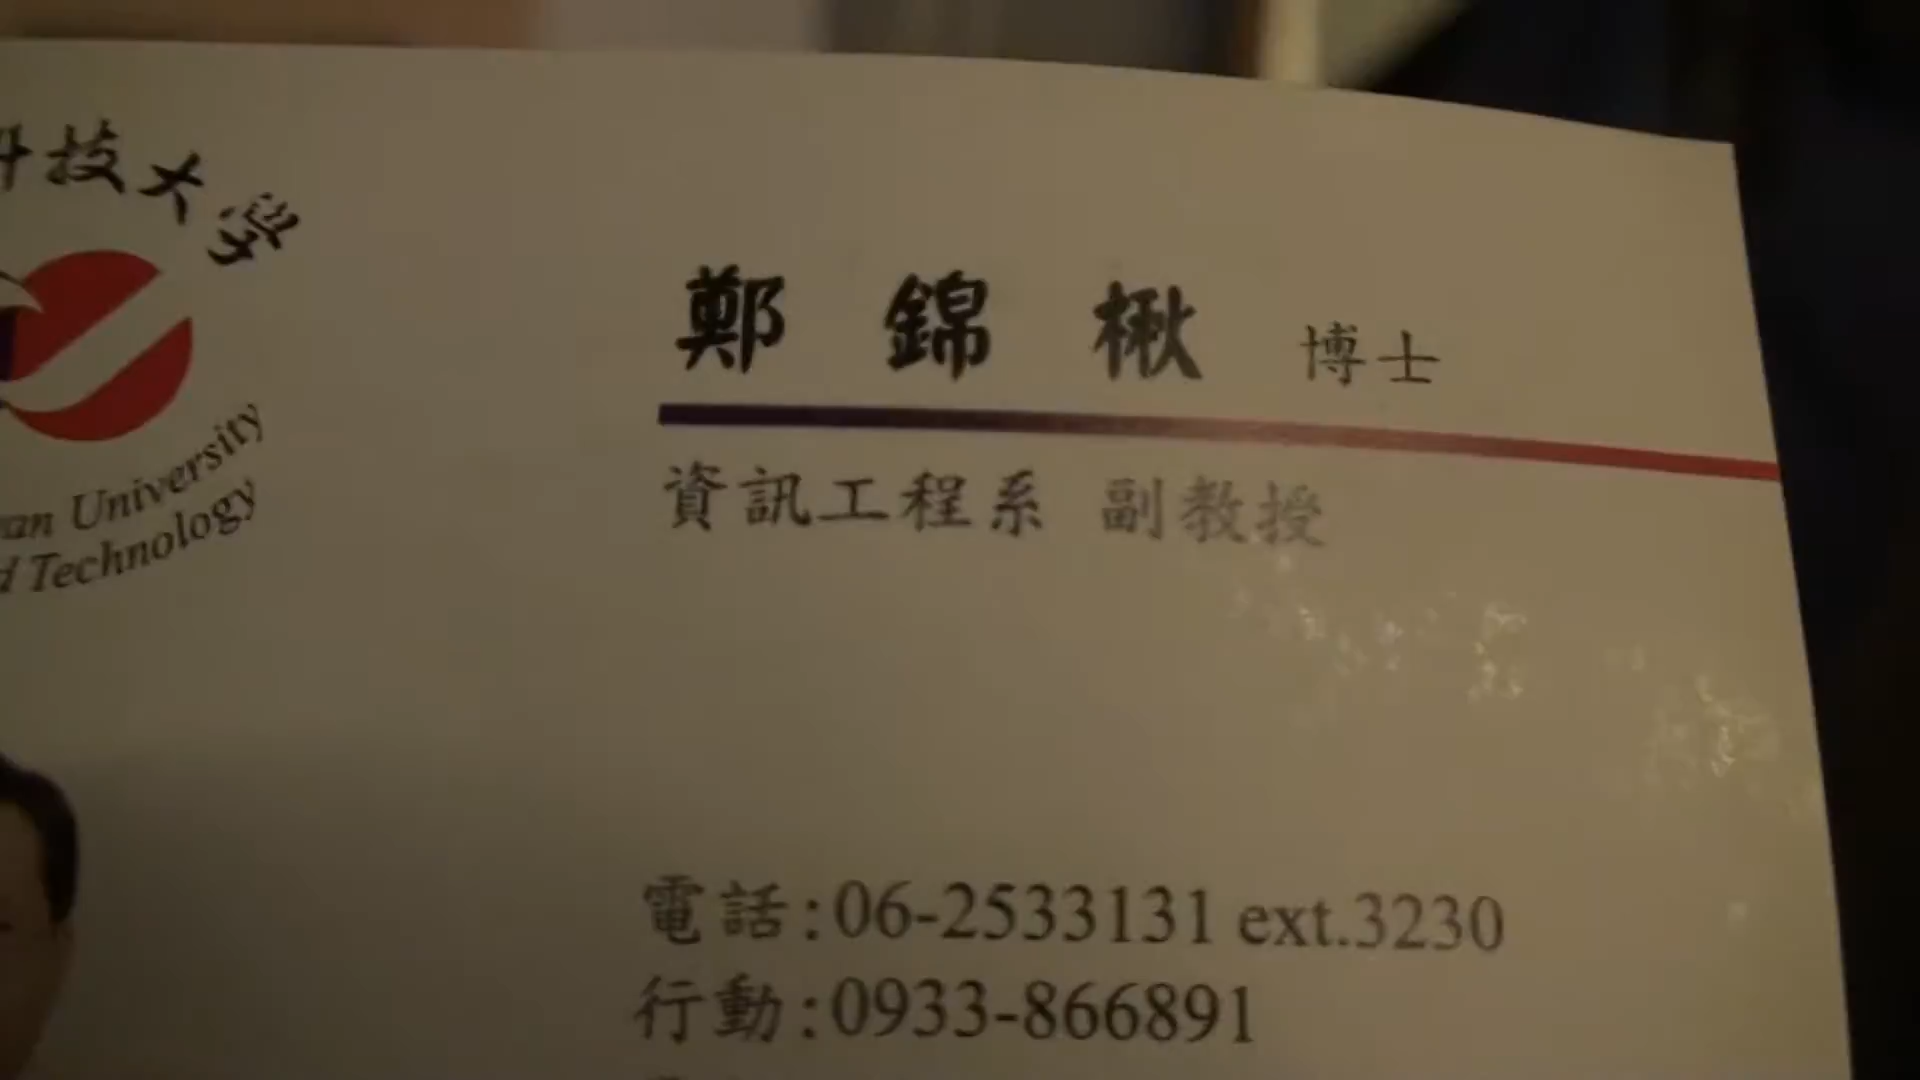 科技大學
鄭錦楸 博士
資訊工程系 副教授
University
Technology
電話:06-2533131 ext.3230
行動:0933-866891